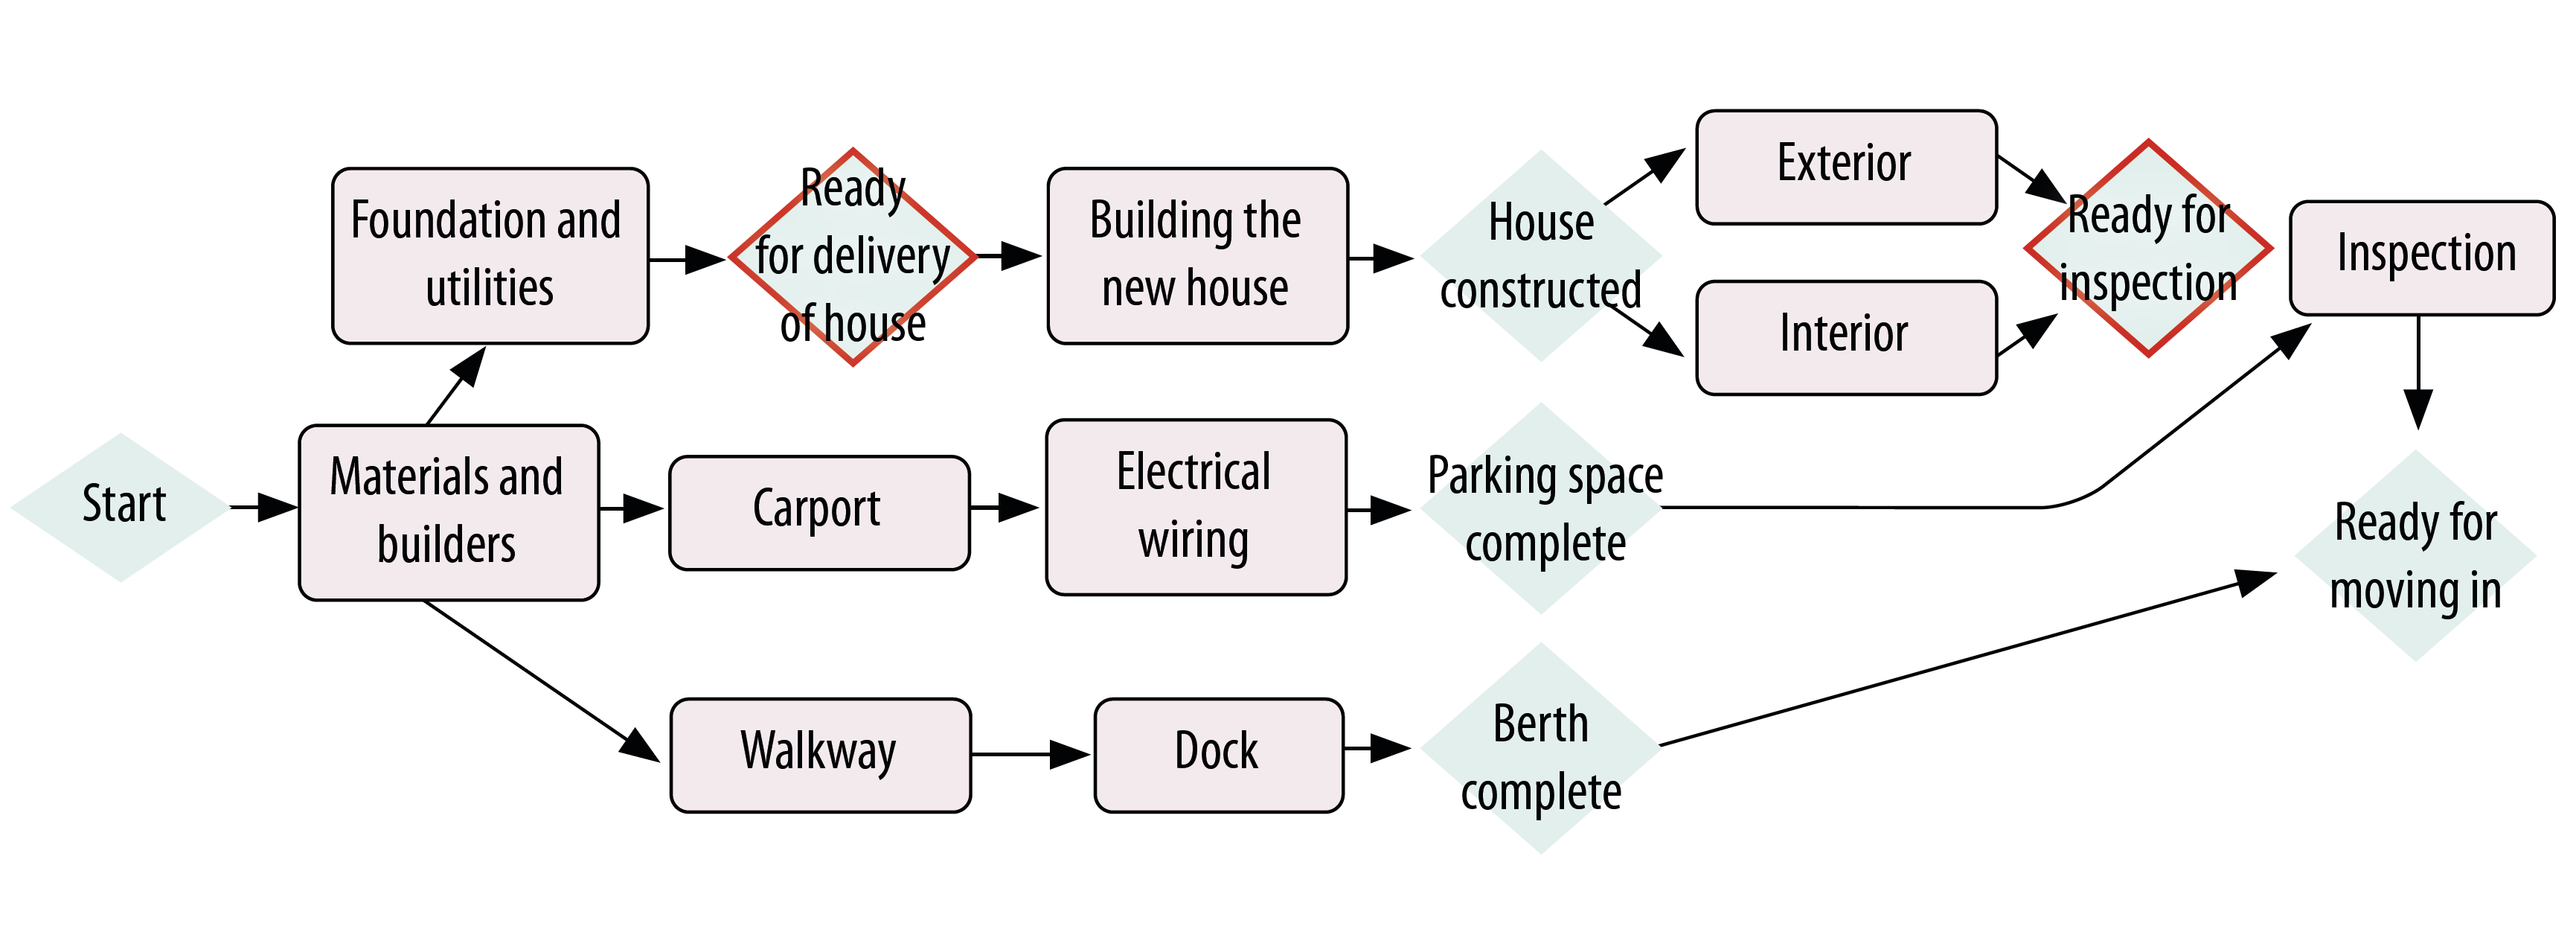 Start
Materials and
builders
Foundation and
utilities
Ready
for delivery
of house
Building the
new house
House
constructed
Exterior
Interior
Ready for
inspection
Inspection
Carport
Electrical
wiring
Parking space
complete
Walkway
Dock
Berth
complete
Ready for
moving in